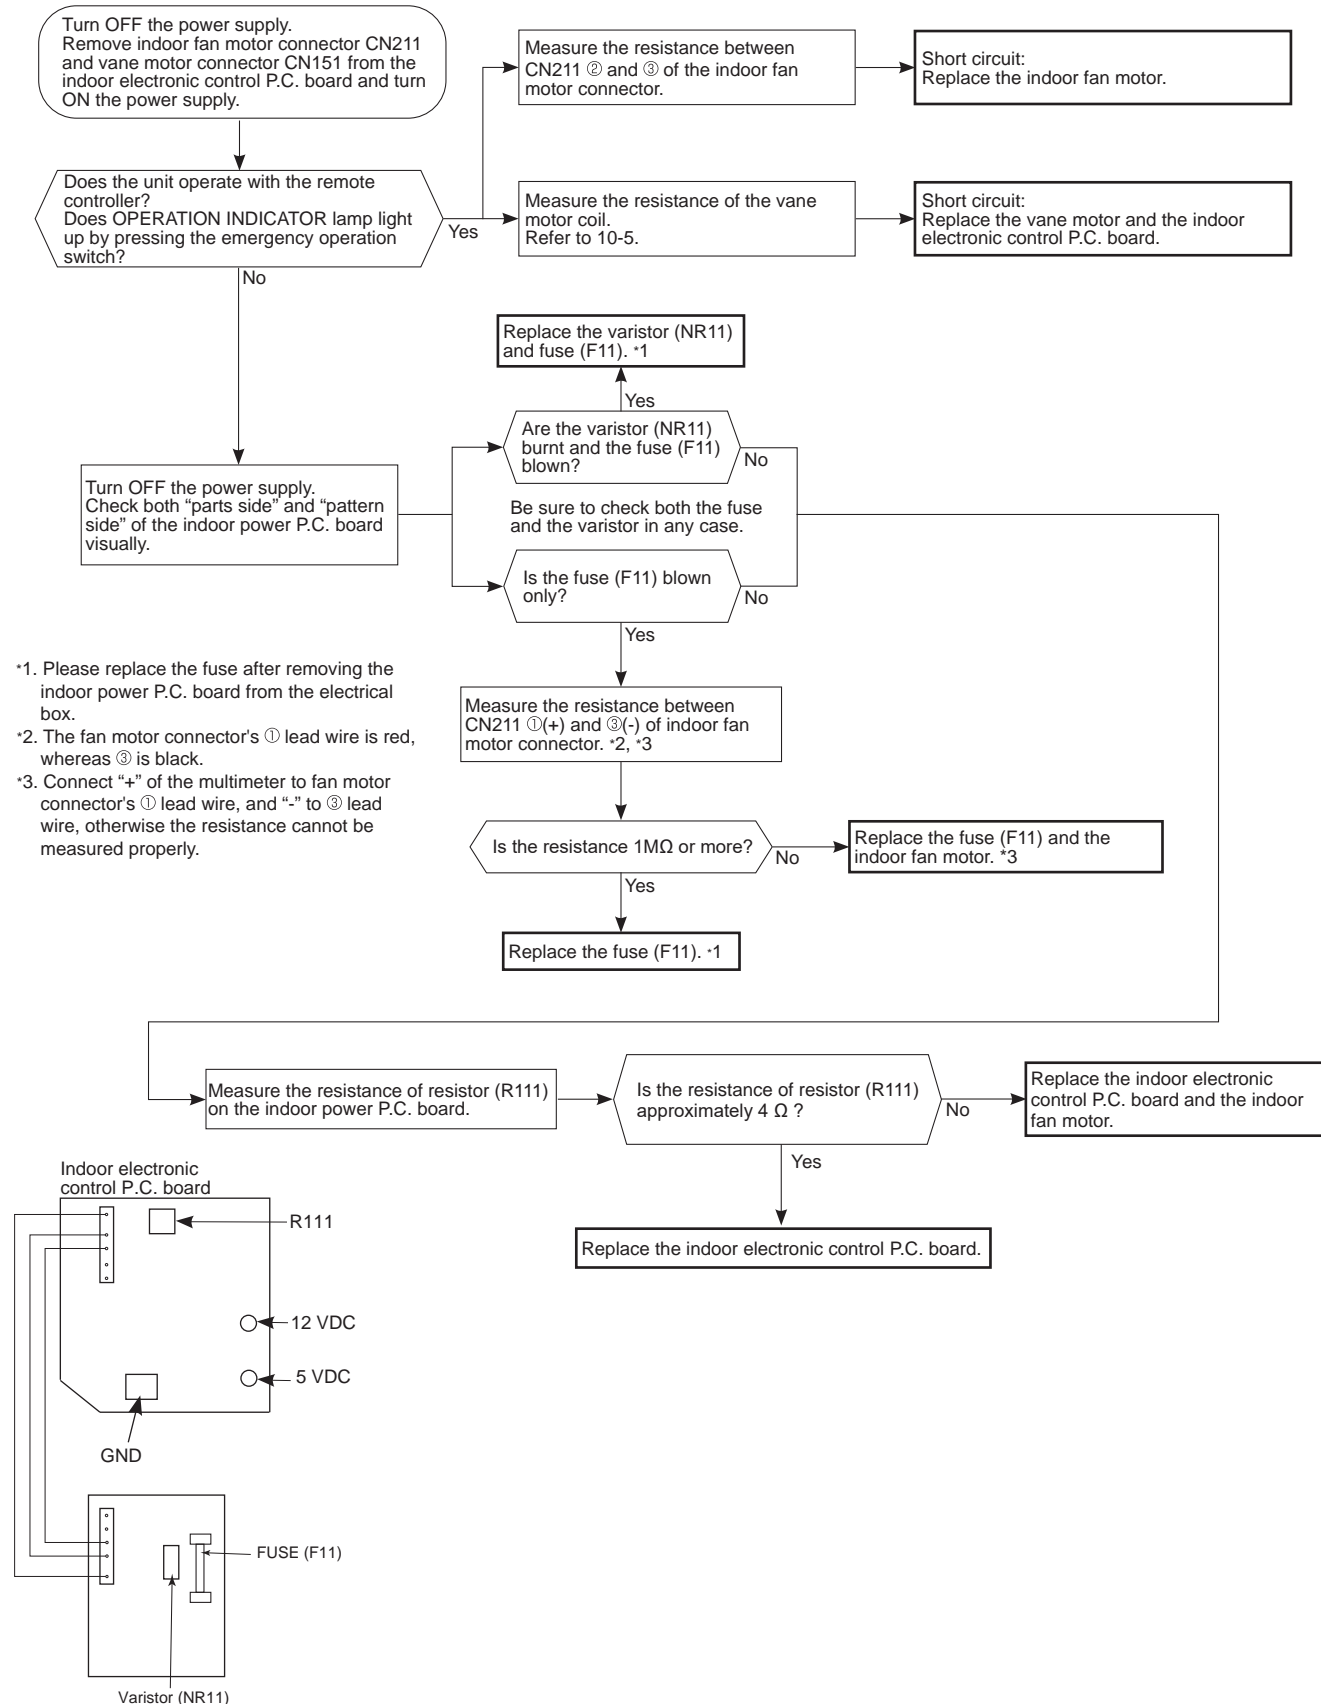 Turn OFF the power supply.
Remove indoor fan motor connector CN211
and vane motor connector CN151 from the
indoor electronic control P.C. board and turn
ON the power supply.
Measure the resistance between
CN211 ② and ③ of the indoor fan
motor connector.
Short circuit:
Replace the indoor fan motor.
Does the unit operate with the remote
controller?
Does OPERATION INDICATOR lamp light
up by pressing the emergency operation
switch?
Yes
Measure the resistance of the vane
motor coil.
Refer to 10-5.
Short circuit:
Replace the vane motor and the indoor
electronic control P.C. board.
No
Replace the varistor (NR11)
and fuse (F11). *1
Yes
Are the varistor (NR11)
burnt and the fuse (F11)
blown?
No
Turn OFF the power supply.
Check both “parts side” and “pattern
side” of the indoor power P.C. board
visually.
Be sure to check both the fuse
and the varistor in any case.
Is the fuse (F11) blown
only?
No
Yes
*1. Please replace the fuse after removing the
indoor power P.C. board from the electrical
box.
*2. The fan motor connector's ① lead wire is red,
whereas ③ is black.
*3. Connect “+” of the multimeter to fan motor
connector's ① lead wire, and “-” to ③ lead
wire, otherwise the resistance cannot be
measured properly.
Measure the resistance between
CN211 ①(+) and ③(-) of indoor fan
motor connector. *2, *3
Is the resistance 1MΩ or more?
No
Replace the fuse (F11) and the
indoor fan motor. *3
Yes
Replace the fuse (F11). *1
Measure the resistance of resistor (R111)
on the indoor power P.C. board.
Is the resistance of resistor (R111)
approximately 4 Ω ?
No
Replace the indoor electronic
control P.C. board and the indoor
fan motor.
Yes
Replace the indoor electronic control P.C. board.
Indoor electronic
control P.C. board
R111
12 VDC
5 VDC
GND
FUSE (F11)
Varistor (NR11)